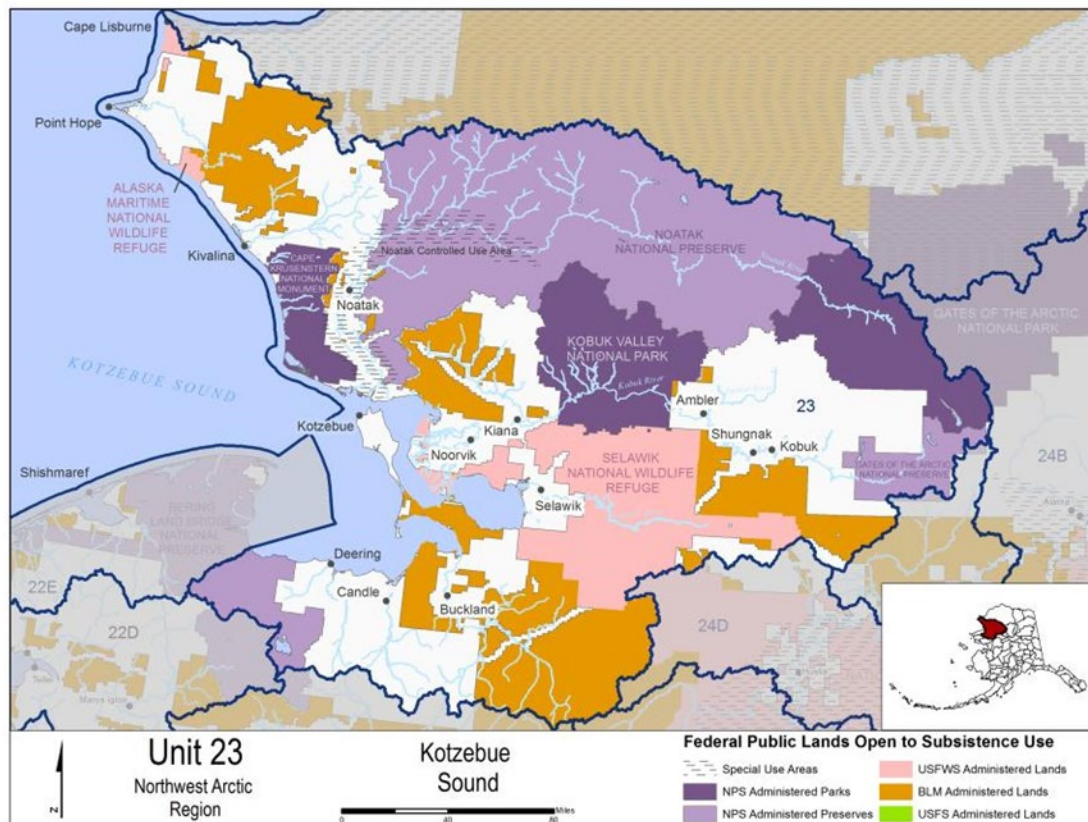 Cape Lisburne
Point Hope
ALASKA
MARITIME
NATIONAL
WILDLIFE
REFUGE
Kivalina
CAPE
KRUSENSTERN
NATIONAL
MONUMENT
Noatak
Noatak Controlled Use Area
NOATAK
NATIONAL PRESERVE
Noatak River
GATES OF THE ARCTIC
NATIONAL PARK
KOBUK VALLEY
NATIONAL PARK
Kobuk River
KOTZEBUE SOUND
Kotzebue
Kiana
Noorvik
Ambler
23
Shungnak
Kobuk
SELAWIK
NATIONAL WILDLIFE
REFUGE
GATES OF THE ARCTIC
NATIONAL PRESERVE
24B
Selawik
Shishmaref
BERING
LAND BRIDGE
NATIONAL
PRESERVE
Deering
Candle
Buckland
22E
22D
24D
Unit 23
Northwest Arctic
Region
Kotzebue
Sound
Miles
0
40
80
N
Federal Public Lands Open to Subsistence Use
Special Use Areas
USFWS Administered Lands
NPS Administered Parks
BLM Administered Lands
NPS Administered Preserves
USFS Administered Lands